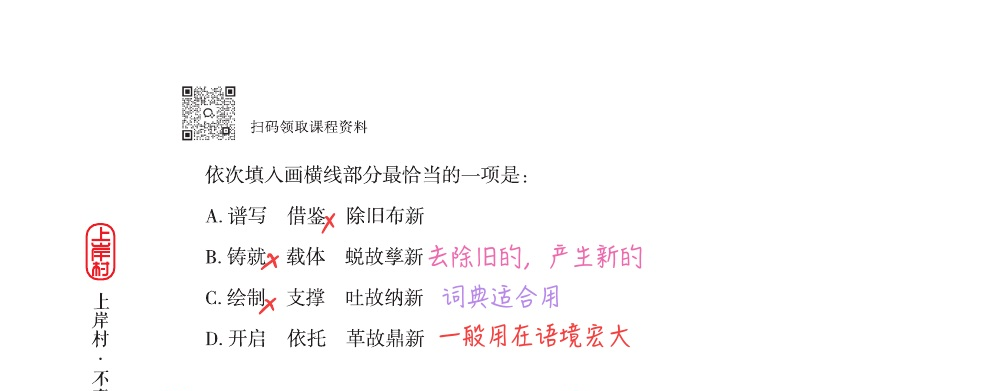 扫码领取课程资料
依次填入画横线部分最恰当的一项是：
A. 谱写 借鉴 除旧布新
B. 铸就 载体 蜕故孳新 去除旧的，产生新的
C. 绘制 支撑 吐故纳新 词典适合用
D. 开启 依托 革故鼎新 一般用在语境宏大
上岸村
上岸村·不